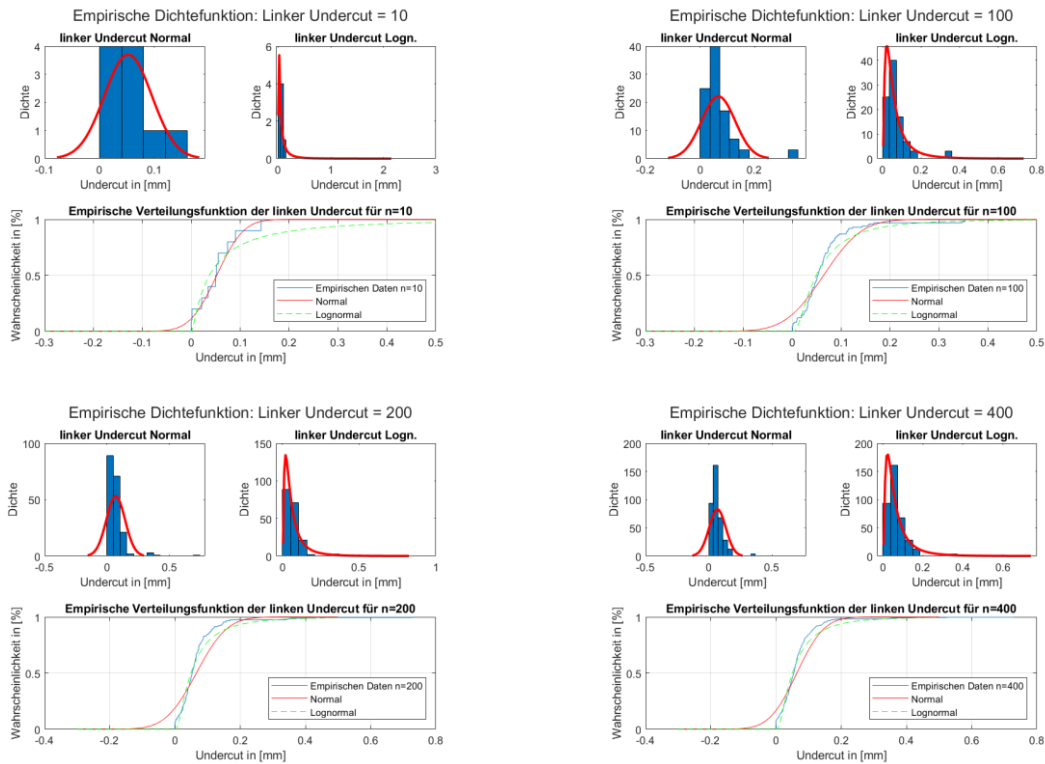 Empirische Dichtefunktion: Linker Undercut = 10
linker Undercut Normal
4
3
2
1
0
Dichte
-0.1
0
0.1
Undercut in [mm]
linker Undercut Logn.
6
4
2
0
Dichte
0
1
2
3
Undercut in [mm]
Empirische Verteilungsfunktion der linken Undercut für n=10
1
0.5
0
Wahrscheinlichkeit in [%]
Empirischen Daten n=10
Normal
Lognormal
-0.3
-0.2
-0.1
0
0.1
0.2
0.3
0.4
0.5
Undercut in [mm]
Empirische Dichtefunktion: Linker Undercut = 100
linker Undercut Normal
40
30
20
10
0
Dichte
-0.2
0
0.2
Undercut in [mm]
linker Undercut Logn.
40
30
20
10
0
Dichte
0
0.2
0.4
0.6
0.8
Undercut in [mm]
Empirische Verteilungsfunktion der linken Undercut für n=100
1
0.5
0
Wahrscheinlichkeit in [%]
Empirischen Daten n=100
Normal
Lognormal
-0.3
-0.2
-0.1
0
0.1
0.2
0.3
0.4
0.5
Undercut in [mm]
Empirische Dichtefunktion: Linker Undercut = 200
linker Undercut Normal
100
50
0
Dichte
-0.5
0
0.5
Undercut in [mm]
linker Undercut Logn.
150
100
50
0
Dichte
0
0.5
1
Undercut in [mm]
Empirische Verteilungsfunktion der linken Undercut für n=200
1
0.5
0
Wahrscheinlichkeit in [%]
Empirischen Daten n=200
Normal
Lognormal
-0.4
-0.2
0
0.2
0.4
0.6
0.8
Undercut in [mm]
Empirische Dichtefunktion: Linker Undercut = 400
linker Undercut Normal
200
150
100
50
0
Dichte
-0.5
0
0.5
Undercut in [mm]
linker Undercut Logn.
200
150
100
50
0
Dichte
0
0.2
0.4
0.6
Undercut in [mm]
Empirische Verteilungsfunktion der linken Undercut für n=400
1
0.5
0
Wahrscheinlichkeit in [%]
Empirischen Daten n=400
Normal
Lognormal
-0.4
-0.2
0
0.2
0.4
0.6
0.8
Undercut in [mm]